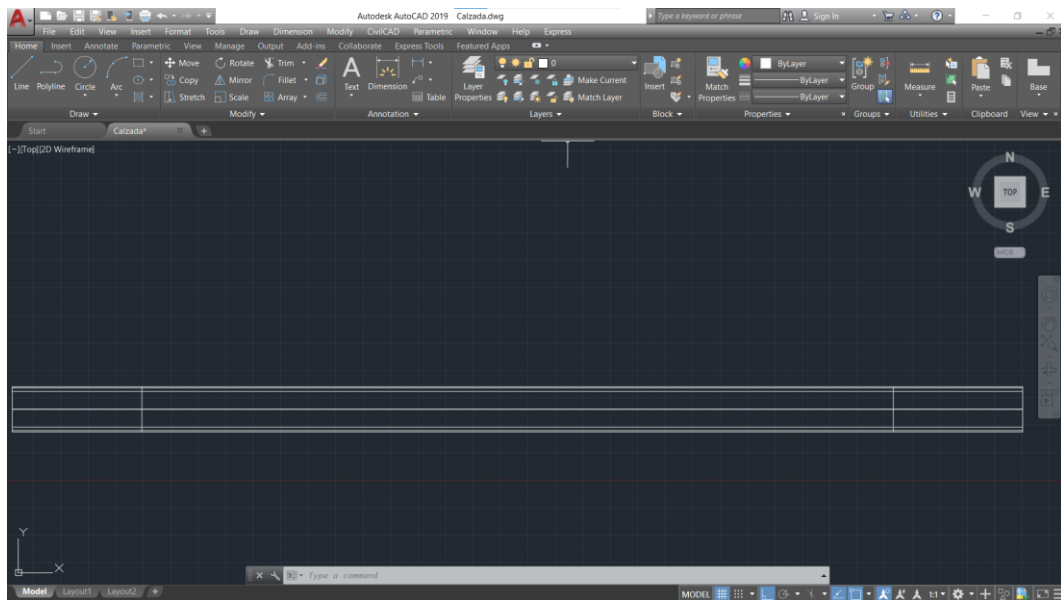 A Autodesk AutoCAD 2019 Calzada.dwg Type a keyword or phrase Sign In ?
File Edit View Insert Format Tools Draw Dimension Modify CivilCAD Parametric Window Help Express
Home Insert Annotate Parametric View Manage Output Add-ins Collaborate Express Tools Featured Apps
Move Rotate Trim 0 ByLayer
Copy Mirror Fillet Make Current ByLayer
Line Polyline Circle Arc Text Dimension Layer Properties Insert Match Properties Group Measure Paste Base
Stretch Scale Array Table Match Layer ByLayer
Draw Modify Annotation Layers Block Properties Groups Utilities Clipboard View
Start Calzada* +
[−][Top][2D Wireframe]
N
W TOP E
S
WCS
Y
X
Type a command
Model Layout1 Layout2 + MODEL 1:1